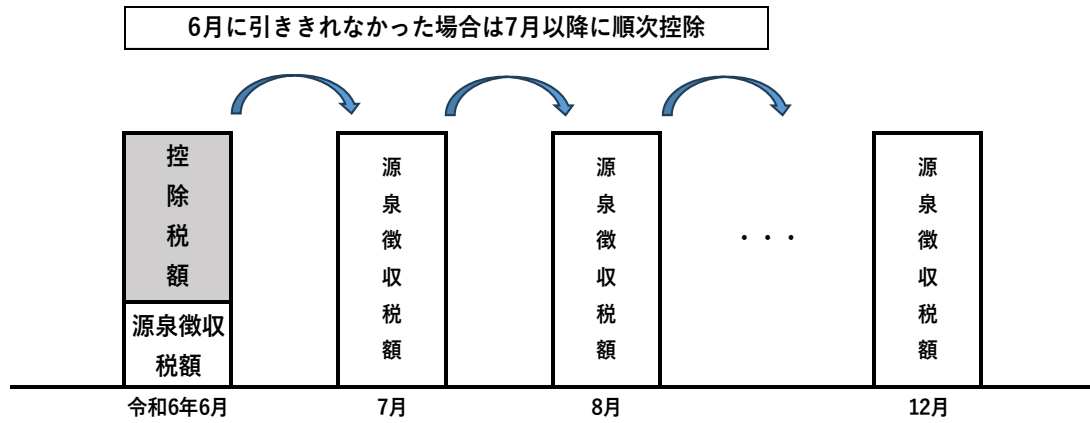 6月に引ききれなかった場合は7月以降に順次控除
控除税額
源泉徴収
税額
源泉徴収税額
源泉徴収税額
・・・
源泉徴収税額
令和6年6月
7月
8月
12月